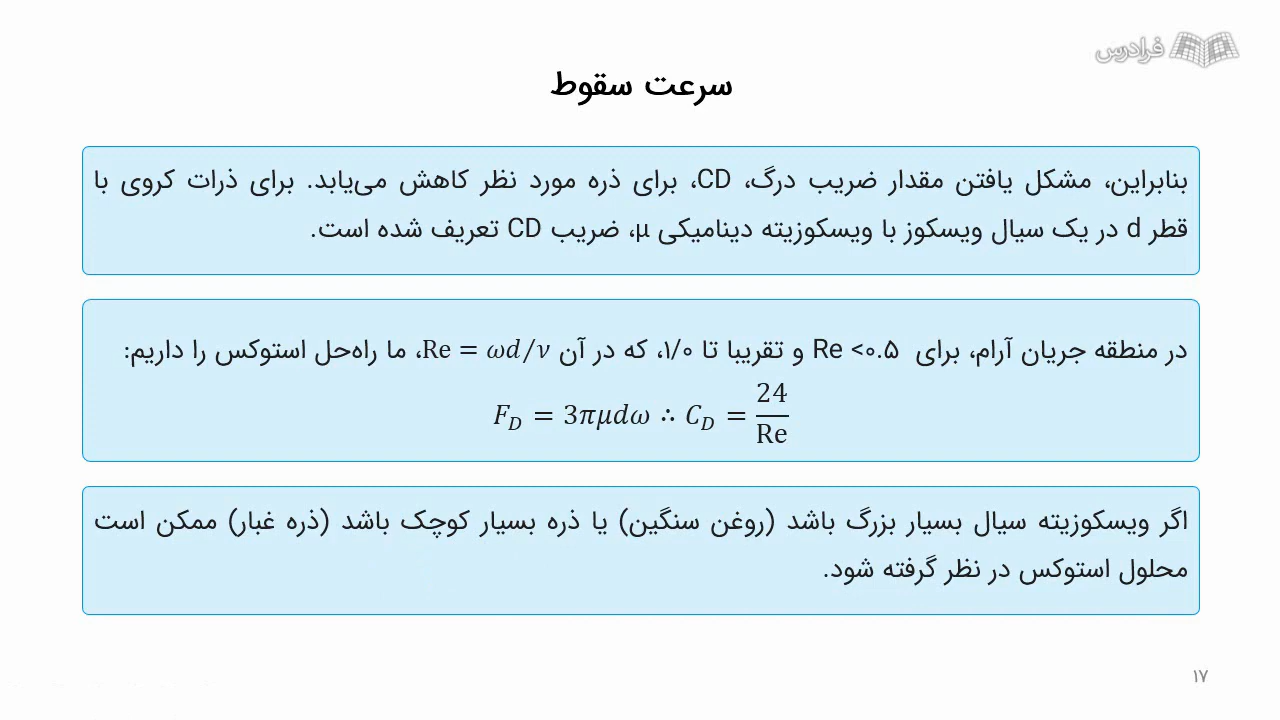 فرادرس
سرعت سقوط
بنابراین، مشکل یافتن مقدار ضریب درگ، CD، برای ذره مورد نظر کاهش می‌یابد. برای ذرات کروی با
قطر d در یک سیال ویسکوز با ویسکوزیته دینامیکی μ، ضریب CD تعریف شده است.
در منطقه جریان آرام، برای Re <۰.۵ و تقریبا تا ۱/۰، که در آن Re = ωd/ν، ما راه‌حل استوکس را داریم:
F_D = 3πμdω ∴ C_D = 24/Re
اگر ویسکوزیته سیال بسیار بزرگ باشد (روغن سنگین) یا ذره بسیار کوچک باشد (ذره غبار) ممکن است
محلول استوکس در نظر گرفته شود.
۱۷